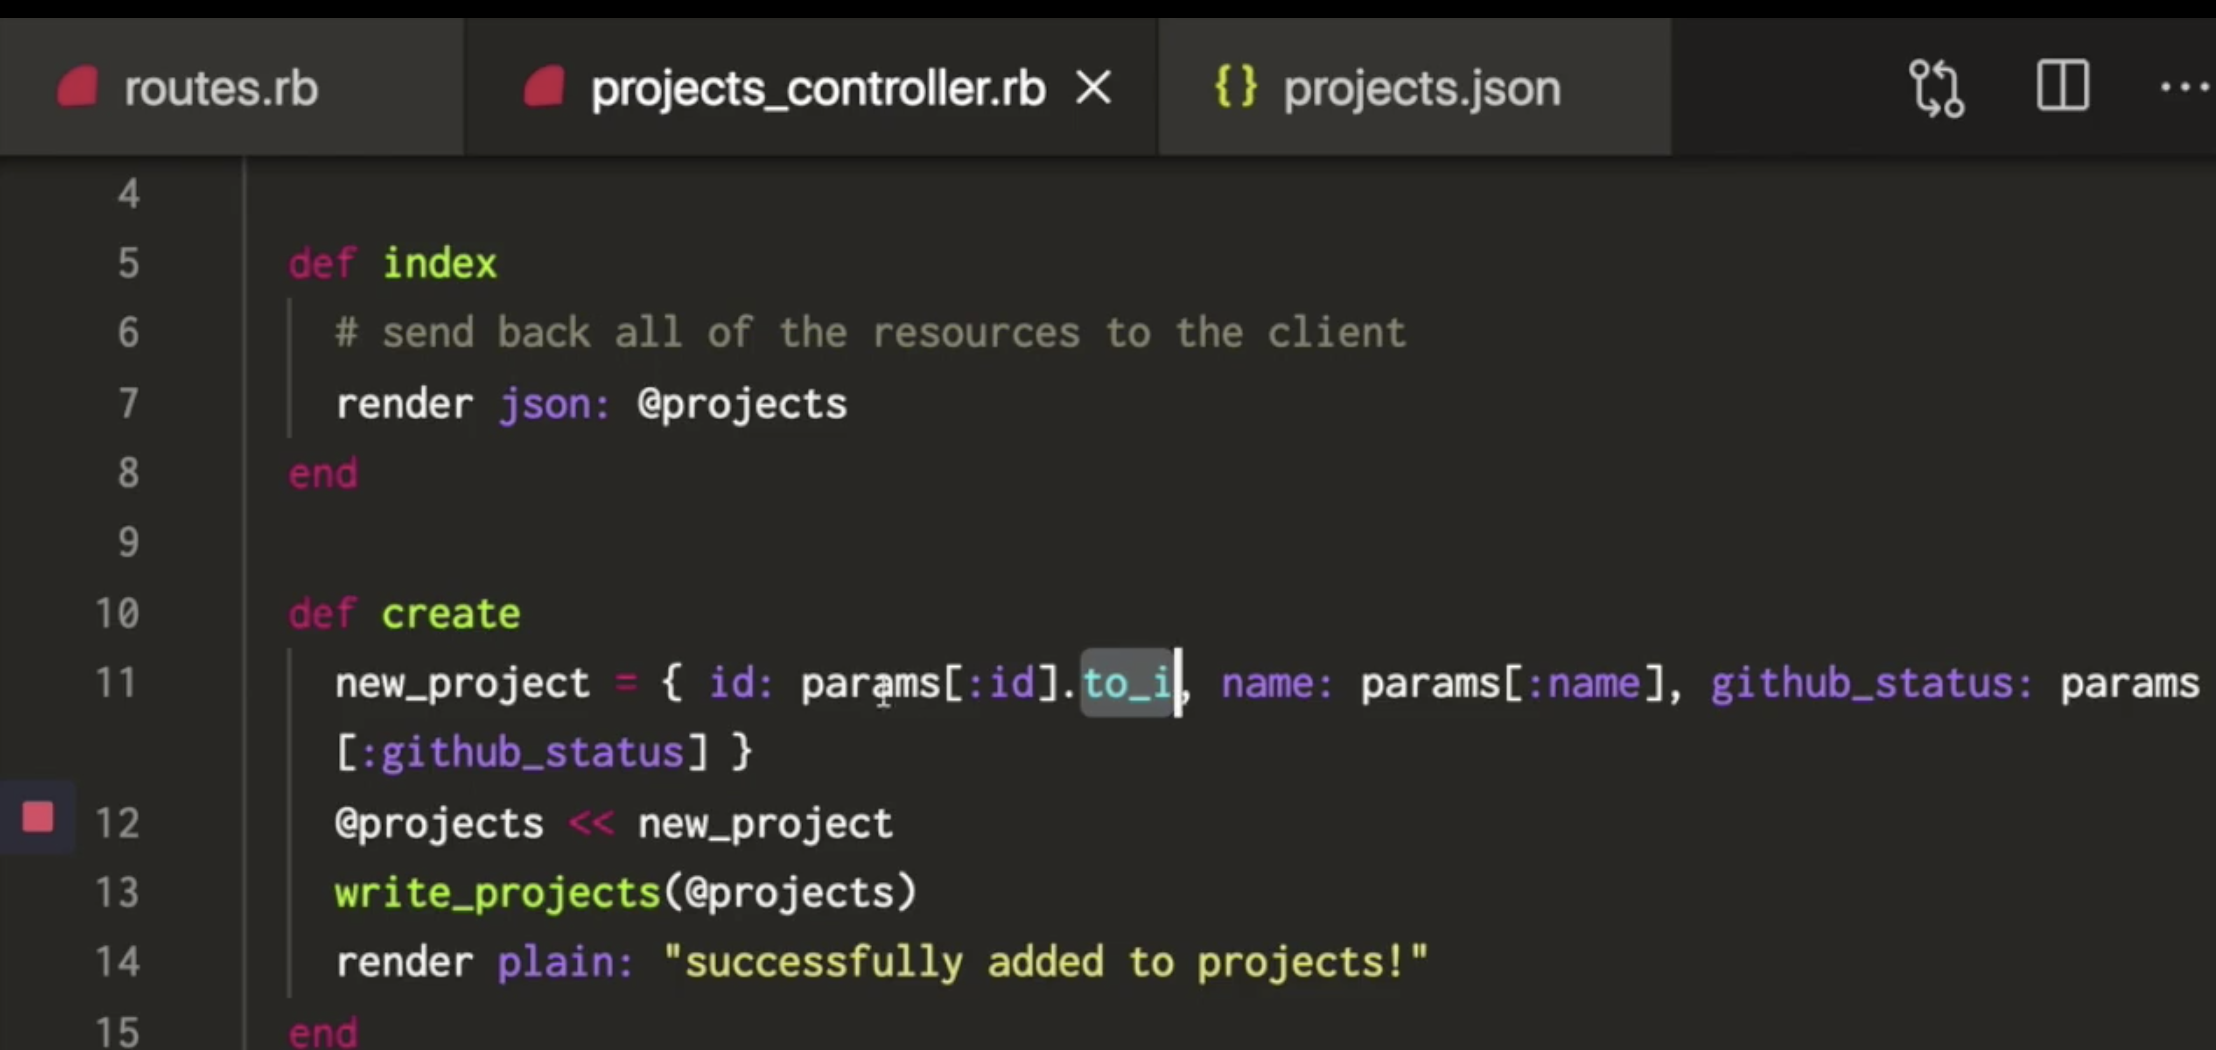 routes.rb projects_controller.rb {} projects.json
4
5 def index
6 # send back all of the resources to the client
7 render json: @projects
8 end
9
10 def create
11 new_project = { id: params[:id].to_i, name: params[:name], github_status: params
[:github_status] }
12 @projects << new_project
13 write_projects(@projects)
14 render plain: "successfully added to projects!"
15 end